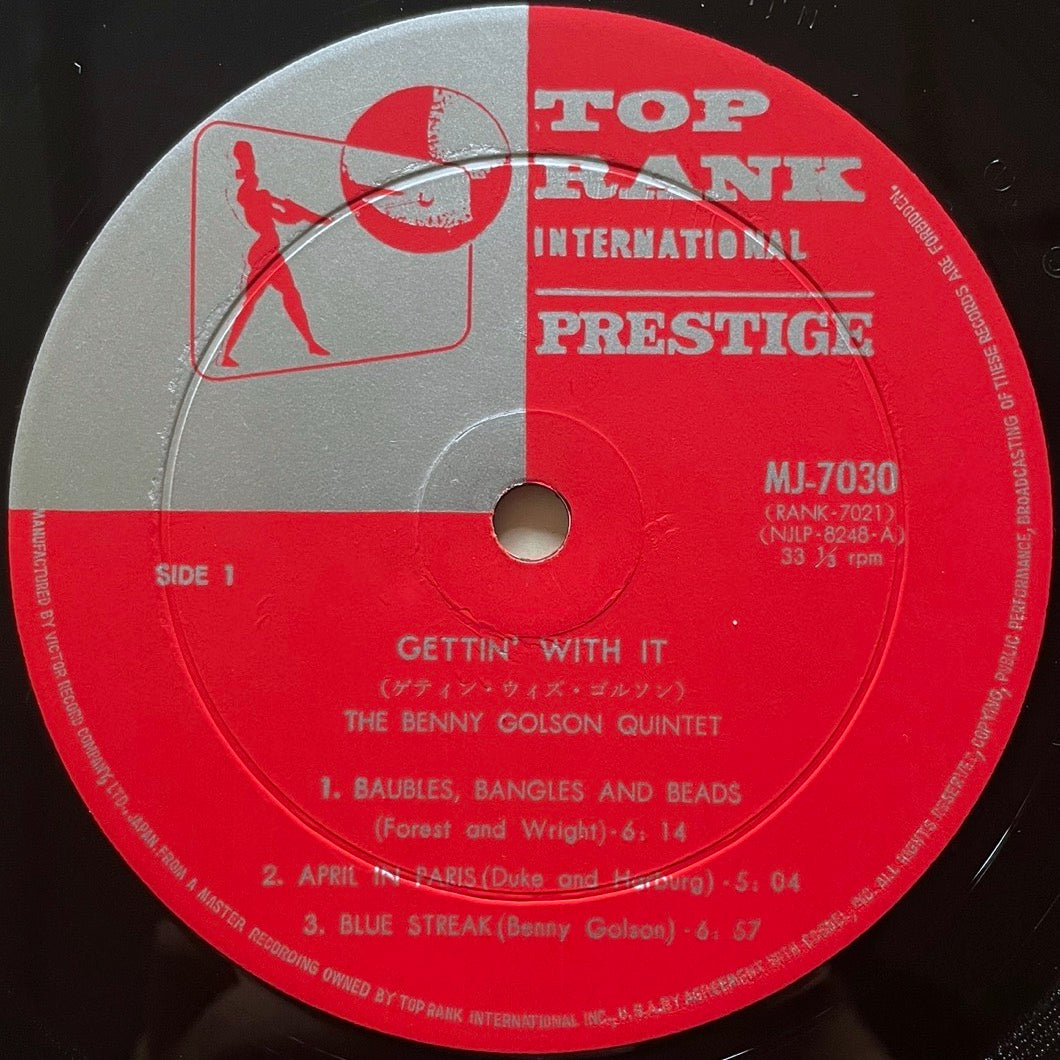 TOP
RANK
INTERNATIONAL
PRESTIGE
MJ-7030
(RANK-7021)
(NJLP-8248-A)
33 1/3 rpm
SIDE 1
GETTIN' WITH IT
(ゲティン・ウィズ・ゴルソン)
THE BENNY GOLSON QUINTET
1. BAUBLES, BANGLES AND BEADS
(Forest and Wright)-6:14
2. APRIL IN PARIS (Duke and Harburg)-5:04
3. BLUE STREAK (Benny Golson)-6:57
MANUFACTURED BY VICTOR RECORD COMPANY, LTD., JAPAN, FROM A MASTER RECORDING OWNED BY TOP RANK INTERNATIONAL INC., U.S.A. BY AGREEMENT WITH COSDEL, INC. ALL RIGHTS RESERVED, COPYING, PUBLIC PERFORMANCE, BROADCASTING OF THESE RECORDS ARE FORBIDDEN.